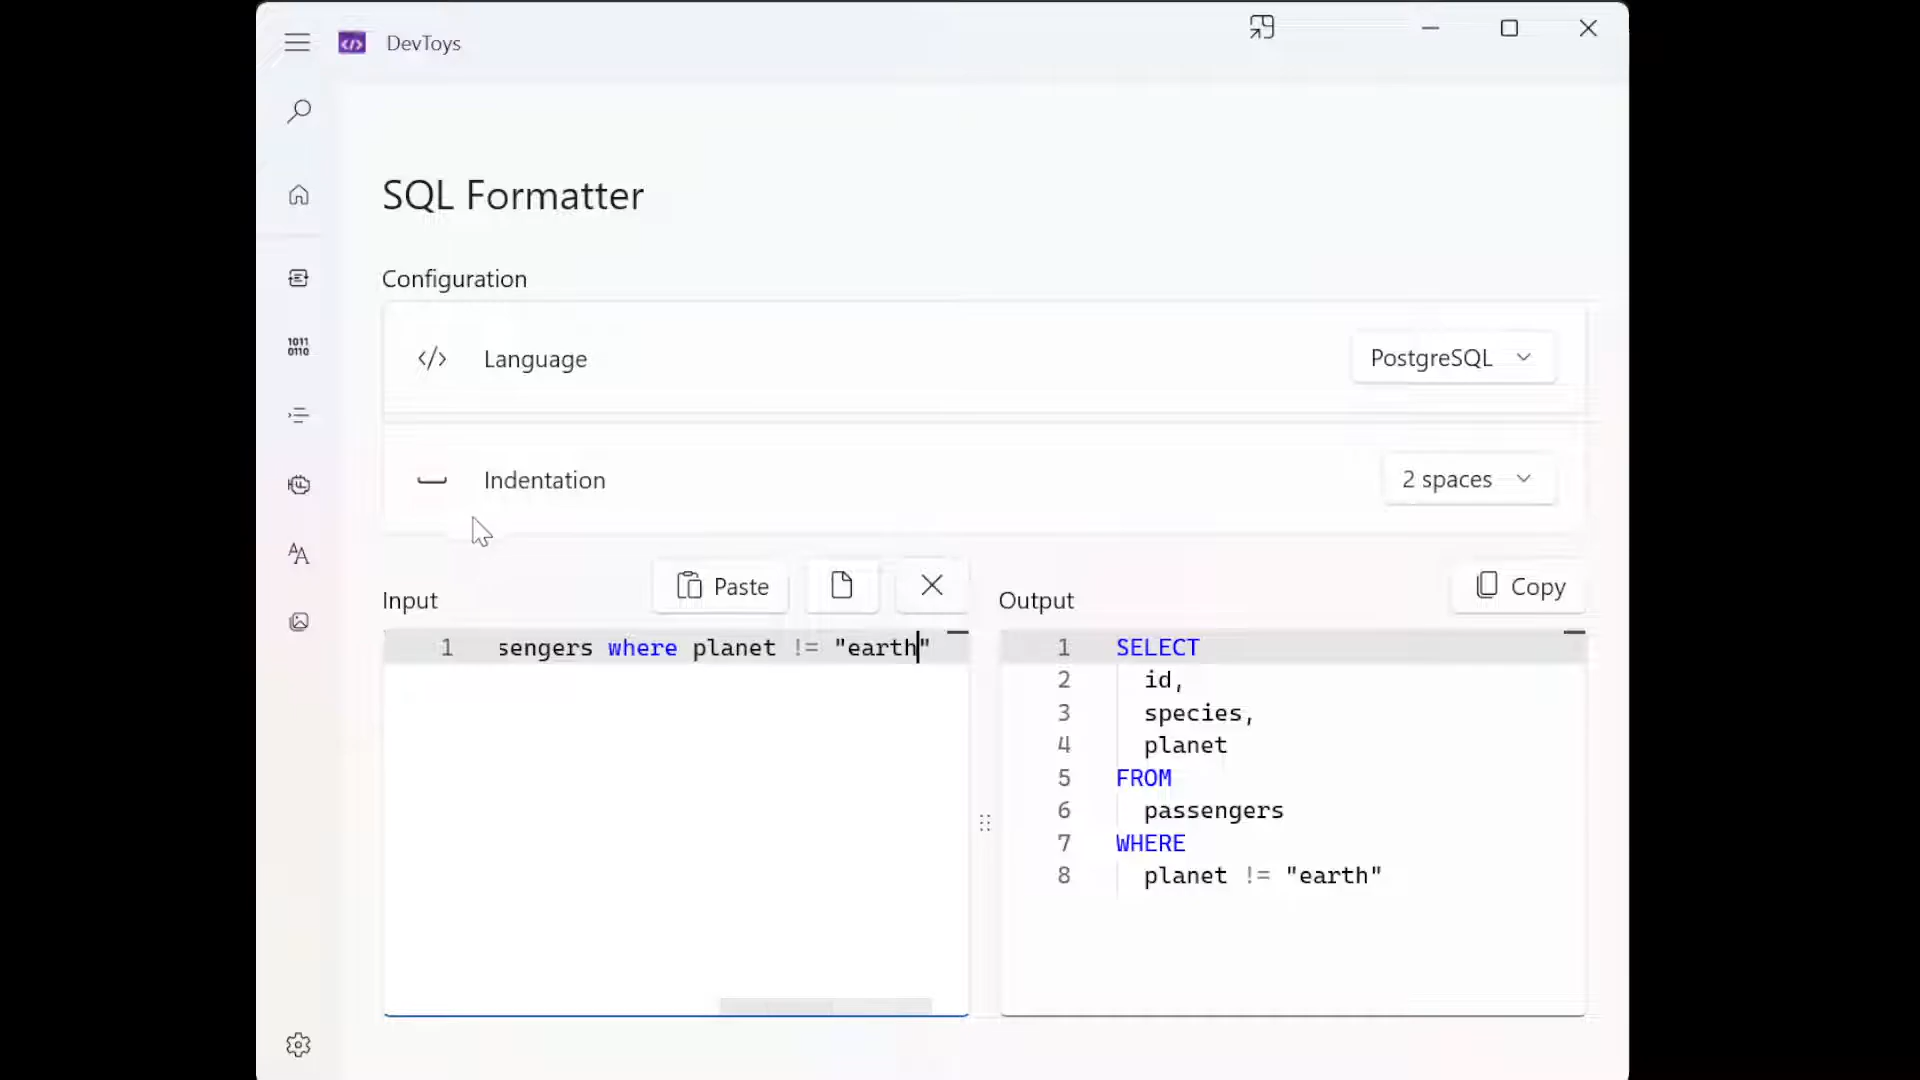 DevToys
SQL Formatter
Configuration
</> Language
PostgreSQL
Indentation
2 spaces
Input
Paste
1 sengers where planet != "earth"
Output
Copy
1 SELECT
2 id,
3 species,
4 planet
5 FROM
6 passengers
7 WHERE
8 planet != "earth"